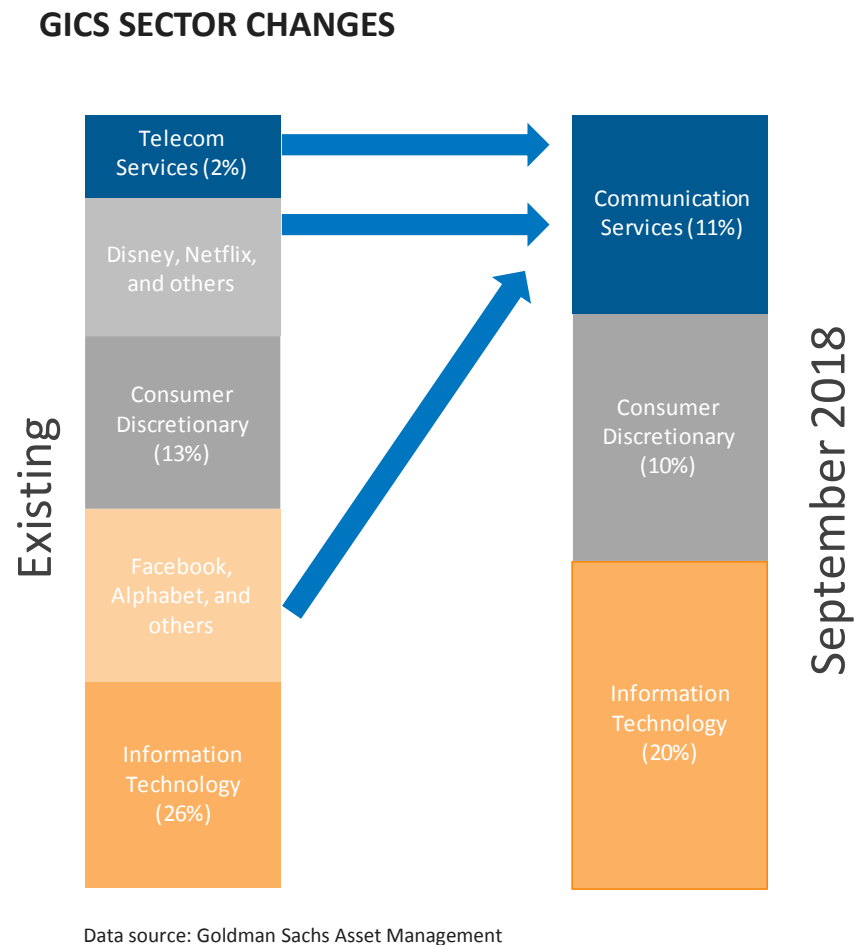 GICS SECTOR CHANGES
Telecom
Services (2%)
Disney, Netflix,
and others
Consumer
Discretionary
(13%)
Facebook,
Alphabet, and
others
Information
Technology
(26%)
Existing
Communication
Services (11%)
Consumer
Discretionary
(10%)
Information
Technology
(20%)
September 2018
Data source: Goldman Sachs Asset Management